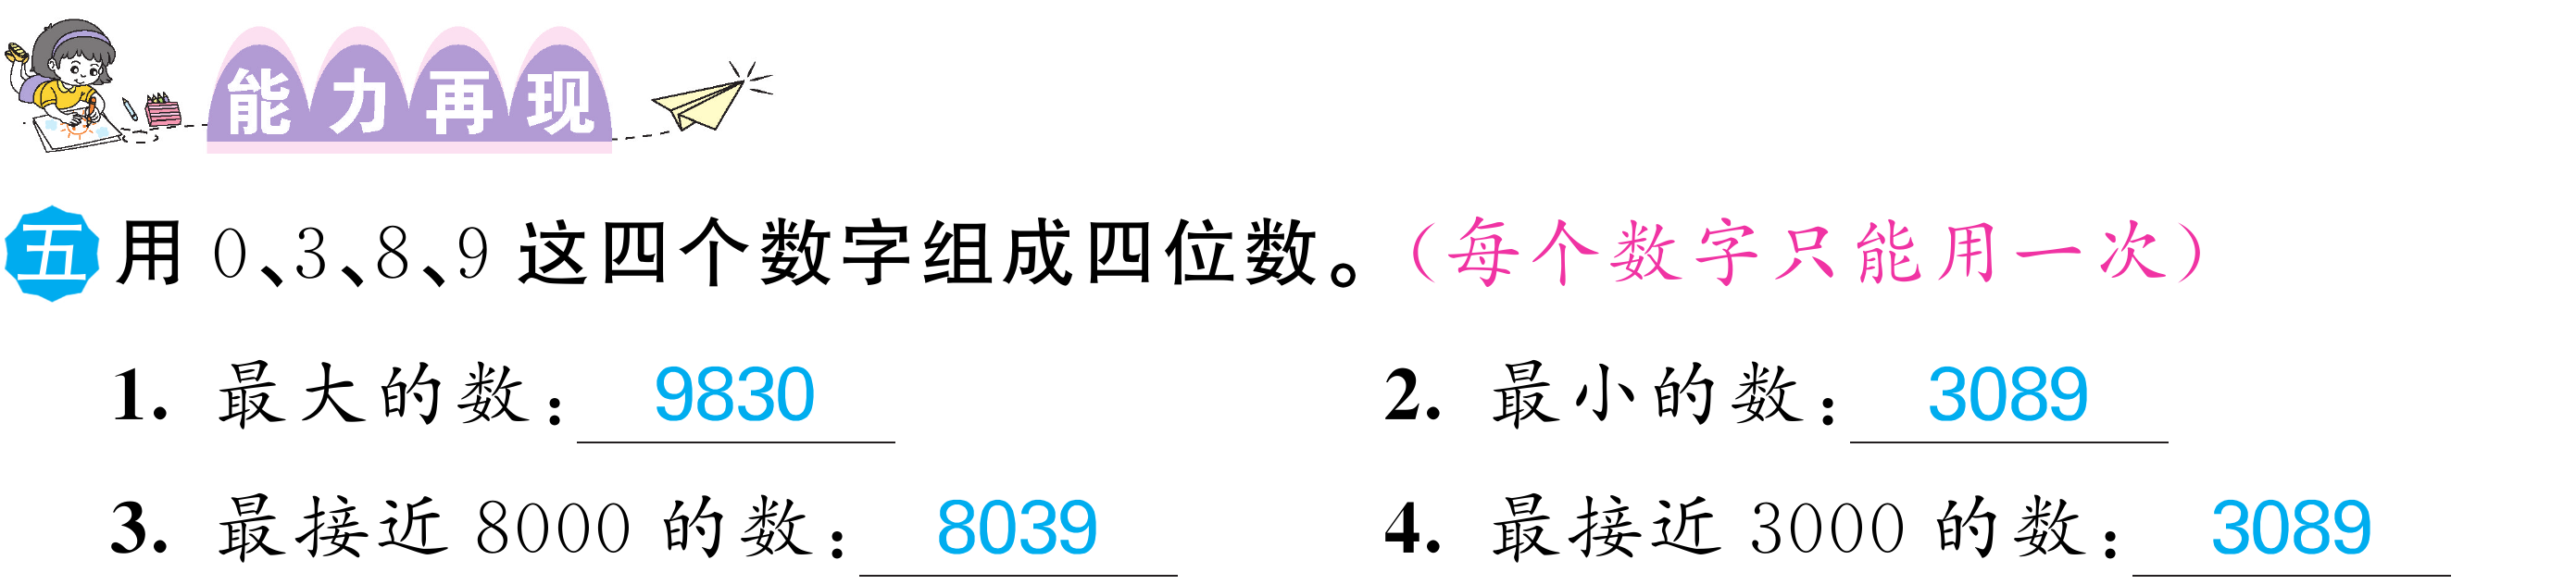 能力再现
五 用 0、3、8、9 这四个数字组成四位数。(每个数字只能用一次)
1. 最大的数: 9830 2. 最小的数: 3089
3. 最接近 8000 的数: 8039 4. 最接近 3000 的数: 3089